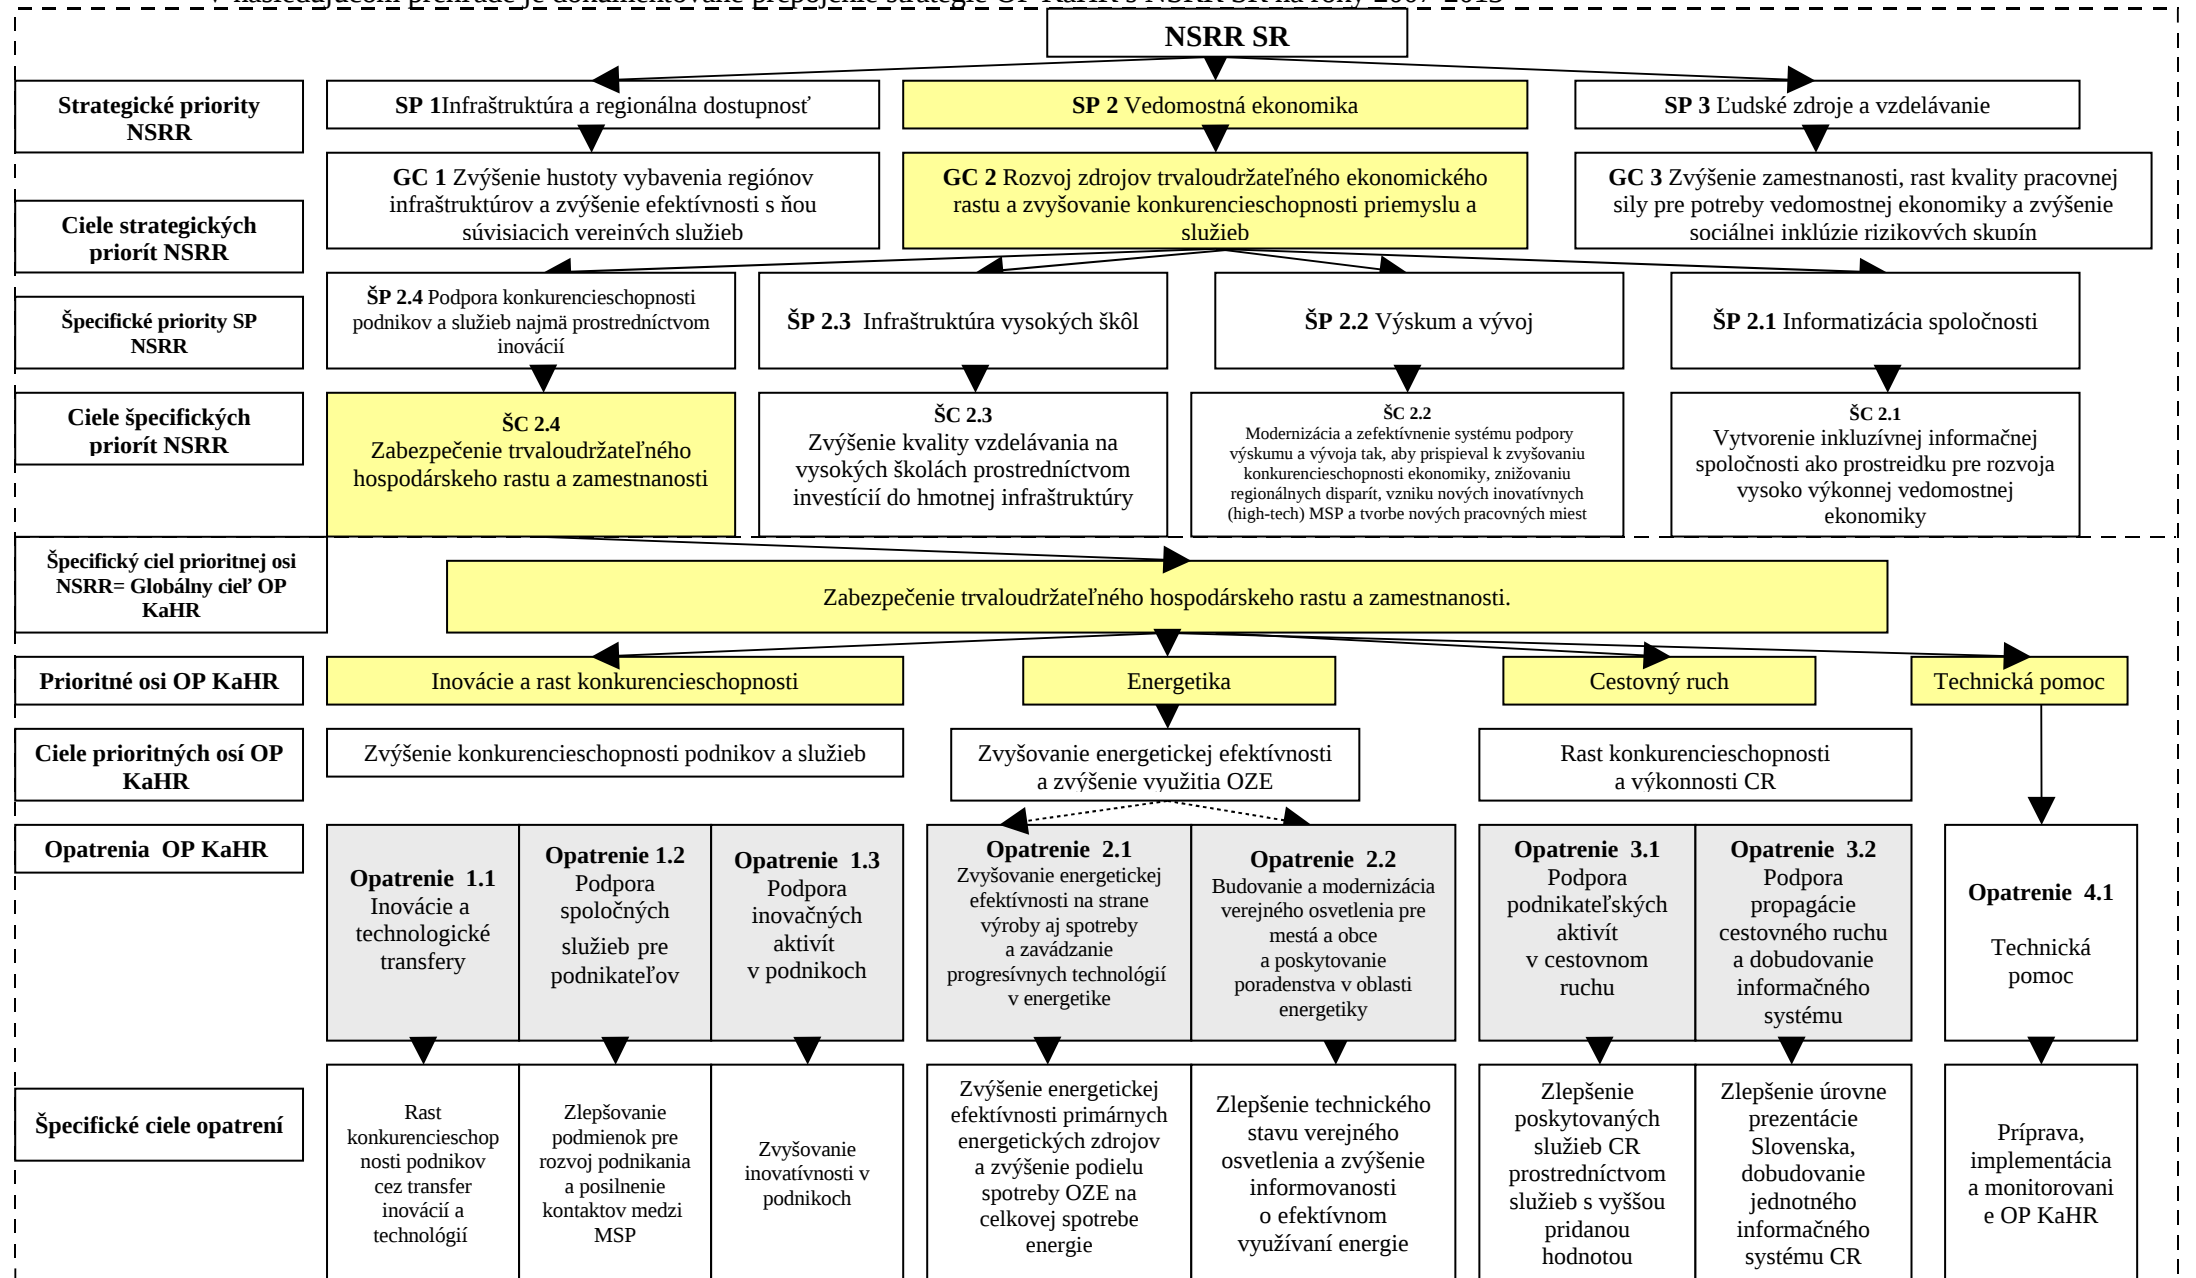 v nasledujúcom prehľade je dokumentované prepojenie stratégie OP KaHR s NSRR SR na roky 2007-2013
NSRR SR
Strategické priority
NSRR
SP 1Infraštruktúra a regionálna dostupnosť
SP 2 Vedomostná ekonomika
SP 3 Ľudské zdroje a vzdelávanie
Ciele strategických
priorít NSRR
GC 1 Zvýšenie hustoty vybavenia regiónov
infraštruktúrov a zvýšenie efektívnosti s ňou
súvisiacich verejných služieb
GC 2 Rozvoj zdrojov trvaloudržateľného ekonomického
rastu a zvyšovanie konkurencieschopnosti priemyslu a
služieb
GC 3 Zvýšenie zamestnanosti, rast kvality pracovnej
sily pre potreby vedomostnej ekonomiky a zvýšenie
sociálnej inklúzie rizikových skupín
Špecifické priority SP
NSRR
ŠP 2.4 Podpora konkurencieschopnosti
podnikov a služieb najmä prostredníctvom
inovácií
ŠP 2.3 Infraštruktúra vysokých škôl
ŠP 2.2 Výskum a vývoj
ŠP 2.1 Informatizácia spoločnosti
Ciele špecifických
priorít NSRR
ŠC 2.4
Zabezpečenie trvaloudržateľného
hospodárskeho rastu a zamestnanosti
ŠC 2.3
Zvýšenie kvality vzdelávania na
vysokých školách prostredníctvom
investícií do hmotnej infraštruktúry
ŠC 2.2
Modernizácia a zefektívnenie systému podpory
výskumu a vývoja tak, aby prispieval k zvyšovaniu
konkurencieschopnosti ekonomiky, znižovaniu
regionálnych disparít, vzniku nových inovatívnych
(high-tech) MSP a tvorbe nových pracovných miest
ŠC 2.1
Vytvorenie inkluzívnej informačnej
spoločnosti ako prostreidku pre rozvoja
vysoko výkonnej vedomostnej
ekonomiky
Špecifický ciel prioritnej osi
NSRR= Globálny cieľ OP
KaHR
Zabezpečenie trvaloudržateľného hospodárskeho rastu a zamestnanosti.
Prioritné osi OP KaHR
Inovácie a rast konkurencieschopnosti
Energetika
Cestovný ruch
Technická pomoc
Ciele prioritných osí OP
KaHR
Zvýšenie konkurencieschopnosti podnikov a služieb
Zvyšovanie energetickej efektívnosti
a zvýšenie využitia OZE
Rast konkurencieschopnosti
a výkonnosti CR
Opatrenia OP KaHR
Opatrenie 1.1
Inovácie a
technologické
transfery
Opatrenie 1.2
Podpora
spoločných
služieb pre
podnikateľov
Opatrenie 1.3
Podpora
inovačných
aktivít
v podnikoch
Opatrenie 2.1
Zvyšovanie energetickej
efektívnosti na strane
výroby aj spotreby
a zavádzanie
progresívnych technológií
v energetike
Opatrenie 2.2
Budovanie a modernizácia
verejného osvetlenia pre
mestá a obce
a poskytovanie
poradenstva v oblasti
energetiky
Opatrenie 3.1
Podpora
podnikateľských
aktivít
v cestovnom
ruchu
Opatrenie 3.2
Podpora
propagácie
cestovného ruchu
a dobudovanie
informačného
systému
Opatrenie 4.1
Technická
pomoc
Špecifické ciele opatrení
Rast
konkurencieschop
nosti podnikov
cez transfer
inovácií a
technológií
Zlepšovanie
podmienok pre
rozvoj podnikania
a posilnenie
kontaktov medzi
MSP
Zvyšovanie
inovatívnosti v
podnikoch
Zvýšenie energetickej
efektívnosti primárnych
energetických zdrojov
a zvýšenie podielu
spotreby OZE na
celkovej spotrebe
energie
Zlepšenie technického
stavu verejného
osvetlenia a zvýšenie
informovanosti
o efektívnom
využívaní energie
Zlepšenie
poskytovaných
služieb CR
prostredníctvom
služieb s vyššou
pridanou
hodnotou
Zlepšenie úrovne
prezentácie
Slovenska,
dobudovanie
jednotného
informačného
systému CR
Príprava,
implementácia
a monitorovani
e OP KaHR